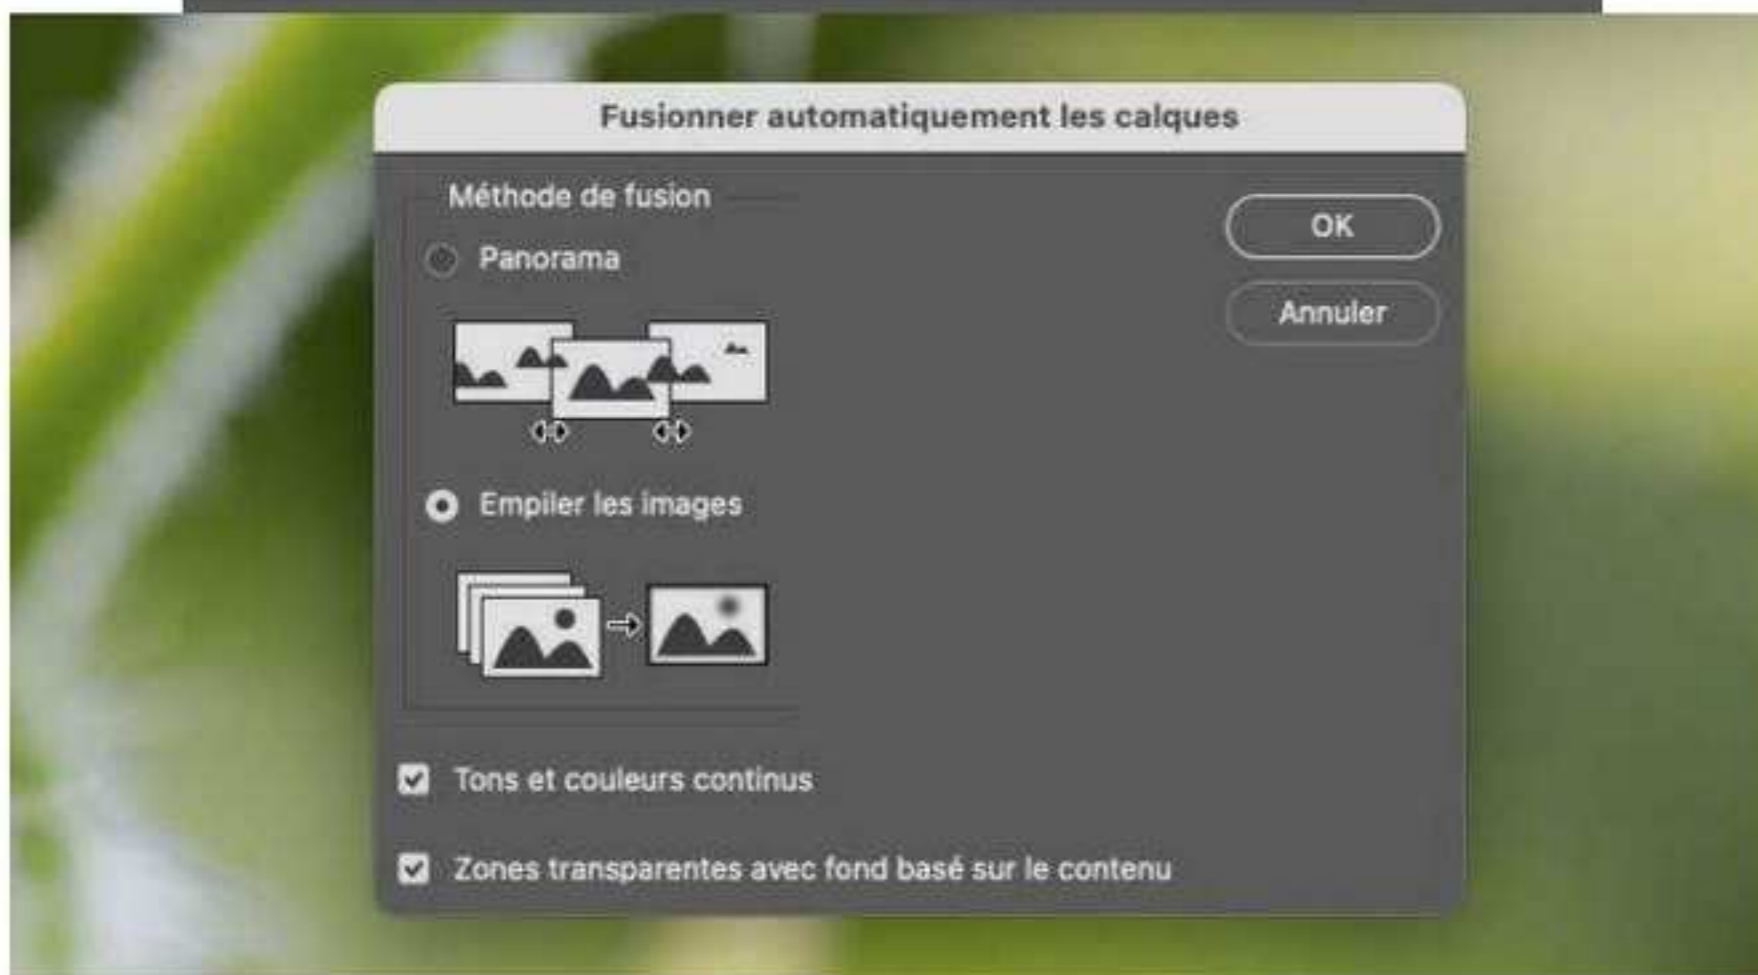 Fusionner automatiquement les calques
Méthode de fusion
Panorama
Empiler les images
Tons et couleurs continus
Zones transparentes avec fond basé sur le contenu
OK
Annuler